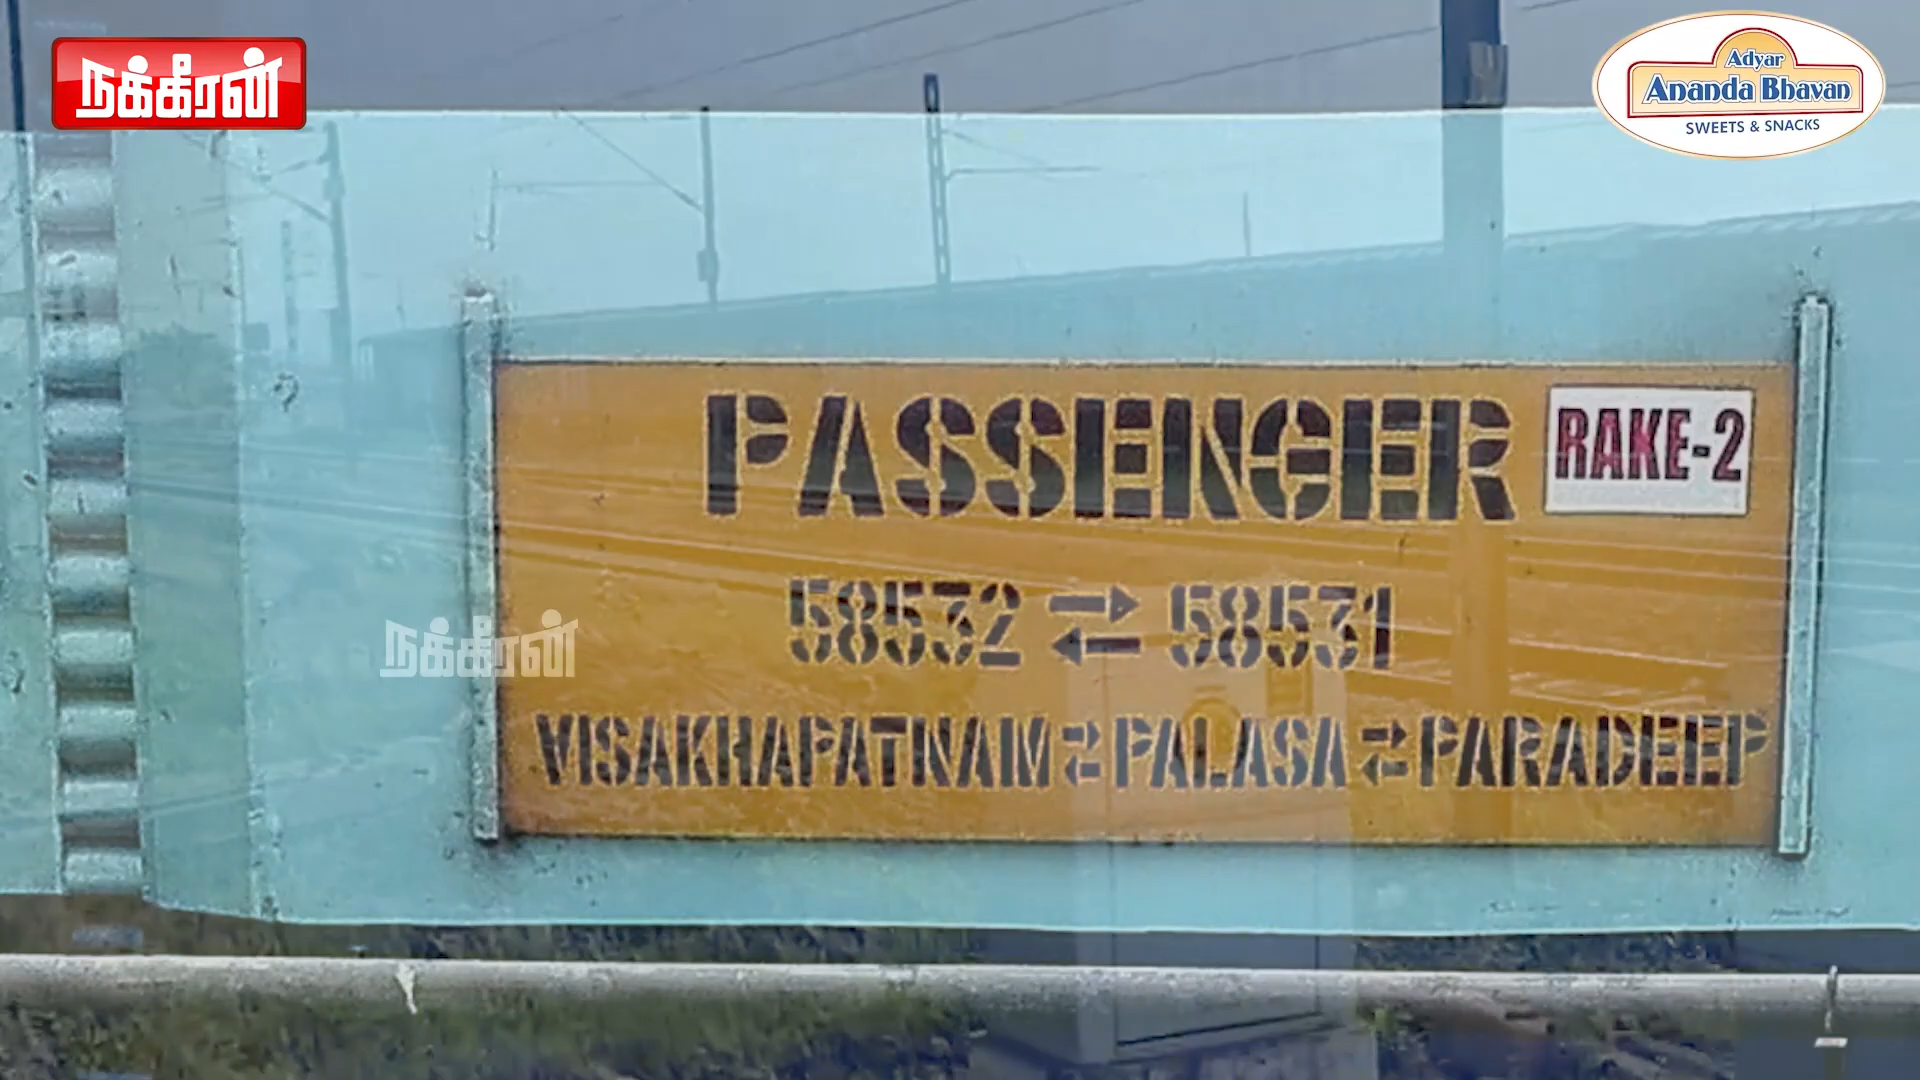 நக்கீரன்
Adyar
Ananda Bhavan
SWEETS & SNACKS
PASSENGER
RAKE-2
58532 ⇄ 58531
VISAKHAPATNAM ⇄ PALASA ⇄ PARADEEP
நக்கீரன்